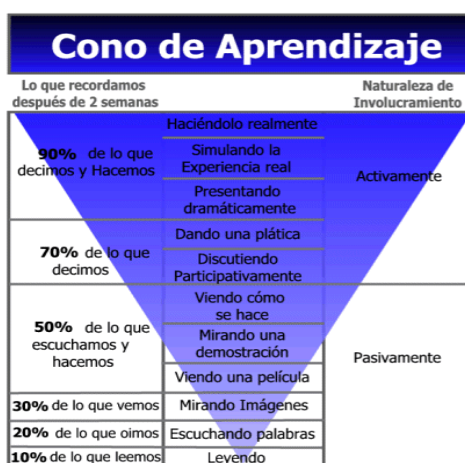 Cono de Aprendizaje
Lo que recordamos
después de 2 semanas
Naturaleza de
Involucramiento
90% de lo que
decimos y Hacemos
Haciéndolo realmente
Simulando la
Experiencia real
Presentando
dramáticamente
Activamente
70% de lo que
decimos
Dando una plática
Discutiendo
Participativamente
50% de lo que
escuchamos y
hacemos
Viendo cómo
se hace
Mirando una
demostración
Viendo una película
Pasivamente
30% de lo que vemos
Mirando Imágenes
20% de lo que oimos
Escuchando palabras
10% de lo que leemos
Leyendo